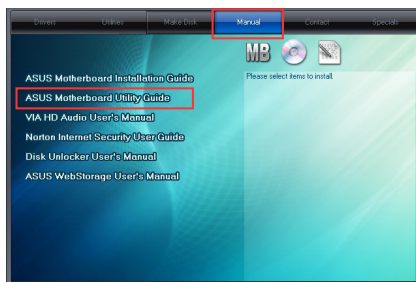 Drivers Utilities Make Disk Manual Contact Specials
MB
Please select items to install.
ASUS Motherboard Installation Guide
ASUS Motherboard Utility Guide
VIA HD Audio User's Manual
Norton Internet Security User Guide
Disk Unlocker User's Manual
ASUS WebStorage User's Manual